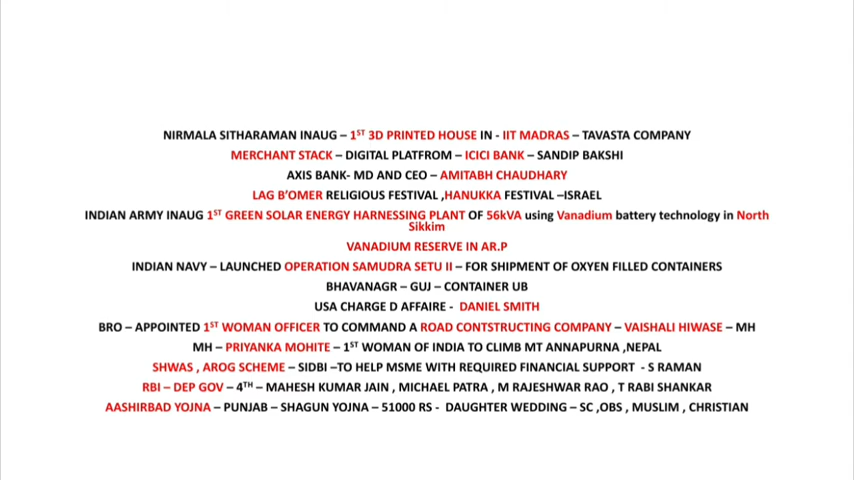 NIRMALA SITHARAMAN INAUG – 1ST 3D PRINTED HOUSE IN - IIT MADRAS – TAVASTA COMPANY
MERCHANT STACK – DIGITAL PLATFROM – ICICI BANK – SANDIP BAKSHI
AXIS BANK- MD AND CEO – AMITABH CHAUDHARY
LAG B'OMER RELIGIOUS FESTIVAL ,HANUKKA FESTIVAL –ISRAEL
INDIAN ARMY INAUG 1ST GREEN SOLAR ENERGY HARNESSING PLANT OF 56kVA using Vanadium battery technology in North
Sikkim
VANADIUM RESERVE IN AR.P
INDIAN NAVY – LAUNCHED OPERATION SAMUDRA SETU II – FOR SHIPMENT OF OXYEN FILLED CONTAINERS
BHAVANAGR – GUJ – CONTAINER UB
USA CHARGE D AFFAIRE - DANIEL SMITH
BRO – APPOINTED 1ST WOMAN OFFICER TO COMMAND A ROAD CONTSTRUCTING COMPANY – VAISHALI HIWASE – MH
MH – PRIYANKA MOHITE – 1ST WOMAN OF INDIA TO CLIMB MT ANNAPURNA ,NEPAL
SHWAS , AROG SCHEME – SIDBI –TO HELP MSME WITH REQUIRED FINANCIAL SUPPORT - S RAMAN
RBI – DEP GOV – 4TH – MAHESH KUMAR JAIN , MICHAEL PATRA , M RAJESHWAR RAO , T RABI SHANKAR
AASHIRBAD YOJNA – PUNJAB – SHAGUN YOJNA – 51000 RS - DAUGHTER WEDDING – SC ,OBS , MUSLIM , CHRISTIAN